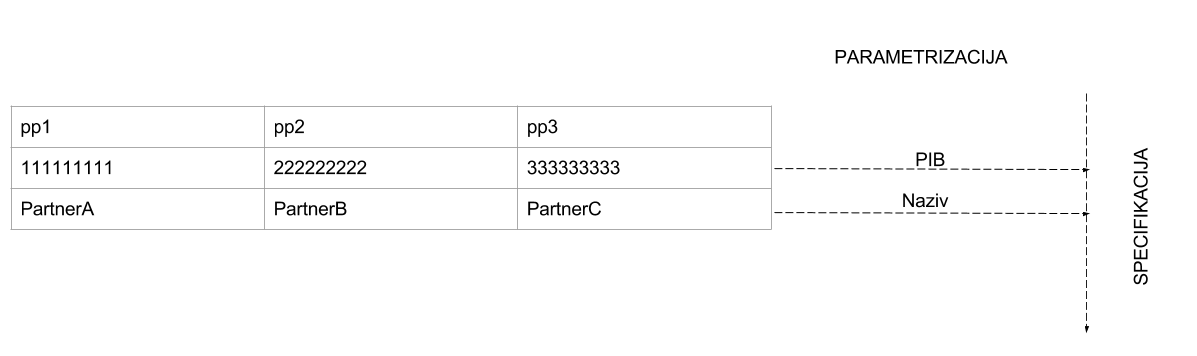 PARAMETRIZACIJA
pp1 pp2 pp3
111111111 222222222 333333333 PIB
PartnerA PartnerB PartnerC Naziv
SPECIFIKACIJA